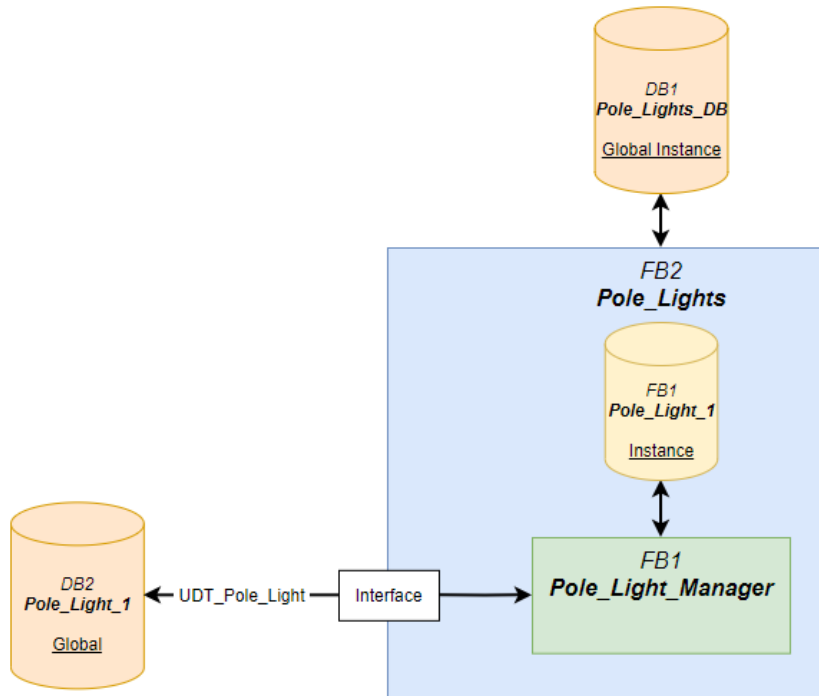 DB1
Pole_Lights_DB
Global Instance
FB2
Pole_Lights
FB1
Pole_Light_1
Instance
FB1
Pole_Light_Manager
DB2
Pole_Light_1
Global
UDT_Pole_Light
Interface